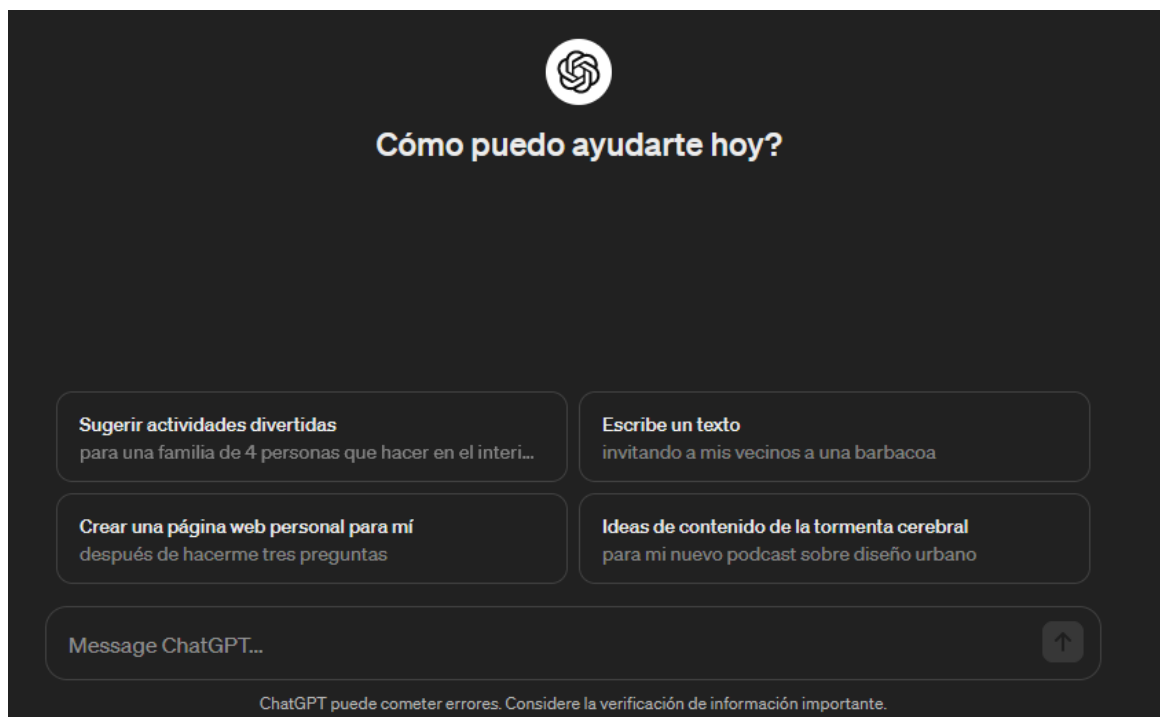 Cómo puedo ayudarte hoy?
Sugerir actividades divertidas
para una familia de 4 personas que hacer en el interi...
Escribe un texto
invitando a mis vecinos a una barbacoa
Crear una página web personal para mí
después de hacerme tres preguntas
Ideas de contenido de la tormenta cerebral
para mi nuevo podcast sobre diseño urbano
Message ChatGPT...
ChatGPT puede cometer errores. Considere la verificación de información importante.